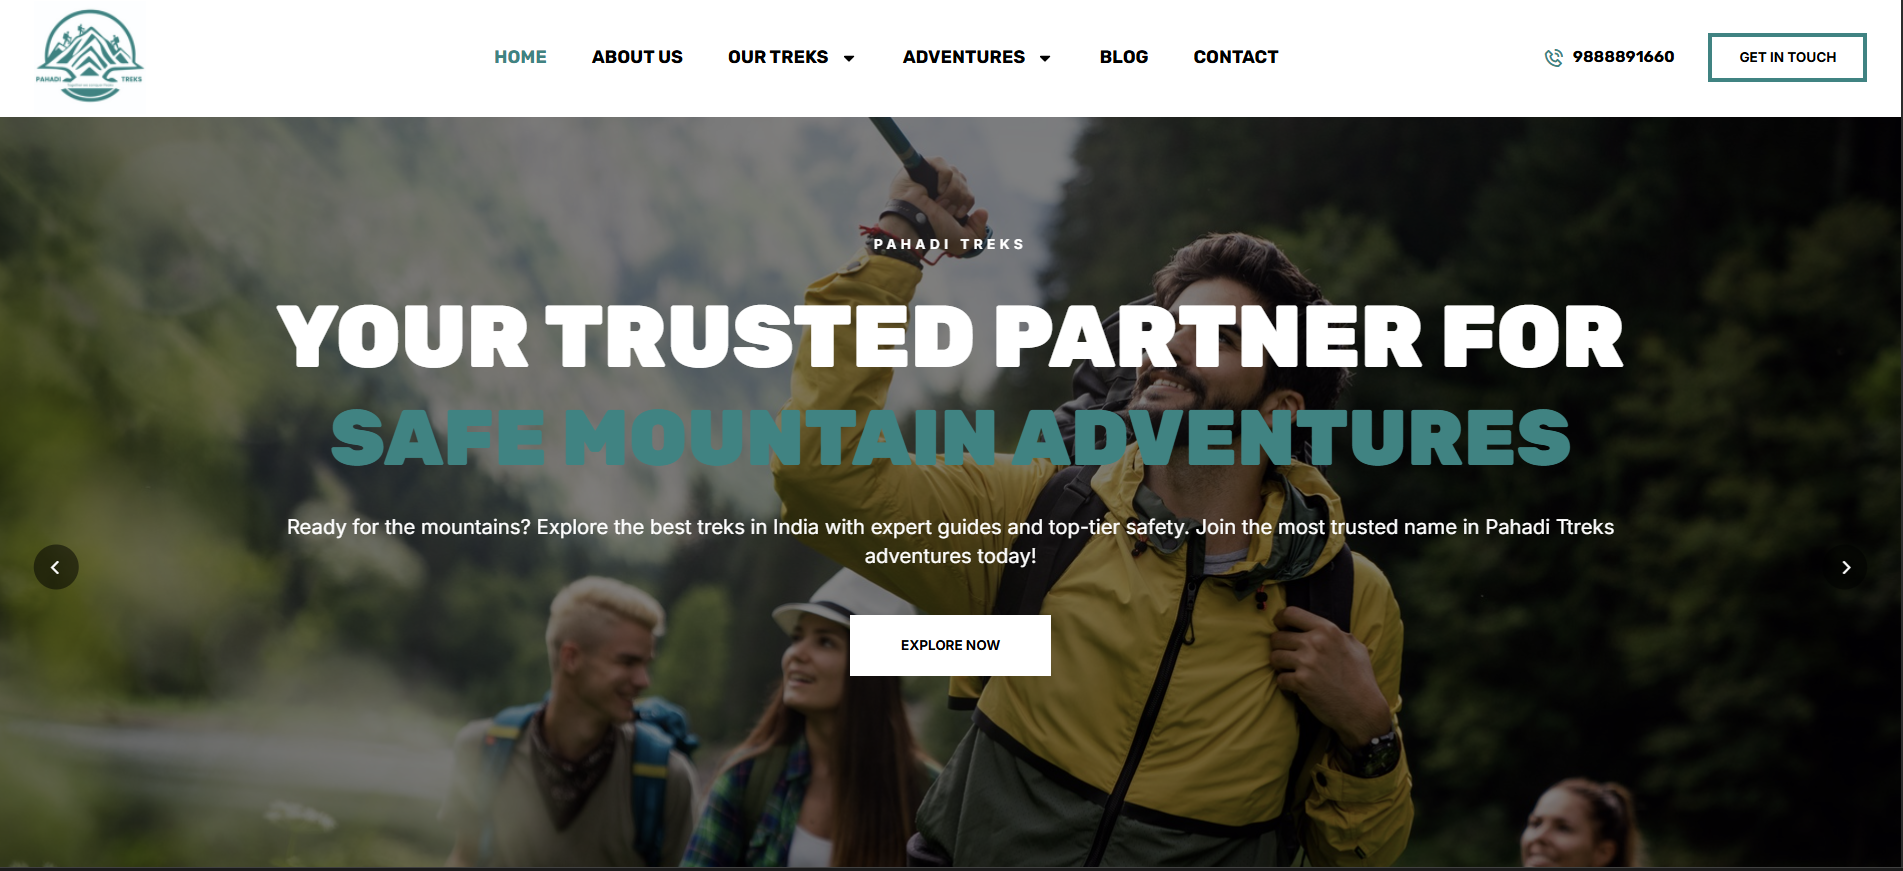 PAHADI TREKS
HOME
ABOUT US
OUR TREKS
ADVENTURES
BLOG
CONTACT
9888891660
GET IN TOUCH
PAHADI TREKS
YOUR TRUSTED PARTNER FOR
SAFE MOUNTAIN ADVENTURES
Ready for the mountains? Explore the best treks in India with expert guides and top-tier safety. Join the most trusted name in Pahadi Ttreks
adventures today!
EXPLORE NOW